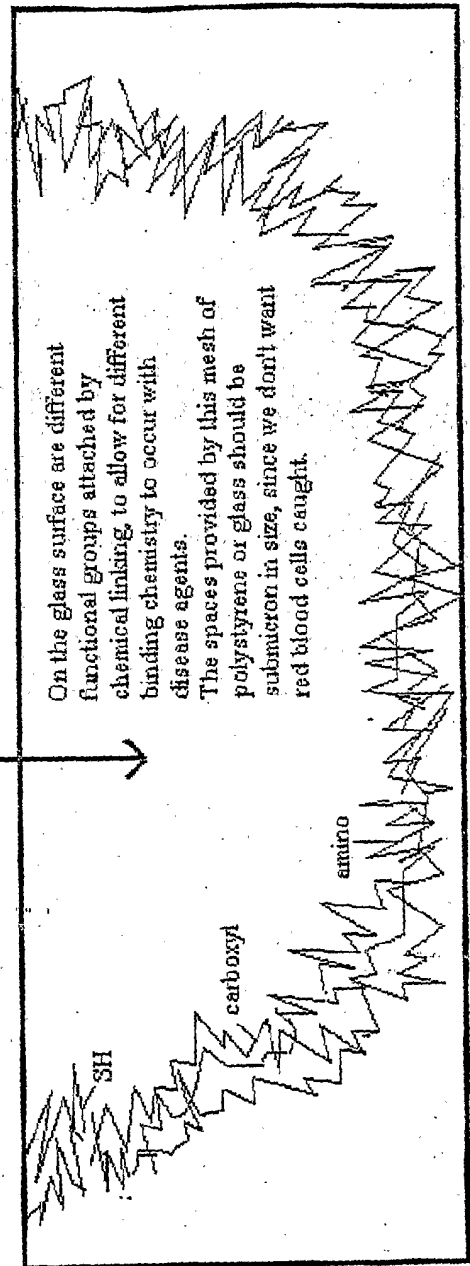 On the glass surface are different
functional groups attached by
chemical linking, to allow for different
binding chemistry to occur with
disease agents.
The spaces provided by this mesh of
polystyrene or glass should be
submicron in size, since we don't want
red blood cells caught.
SH
carboxyl
amino